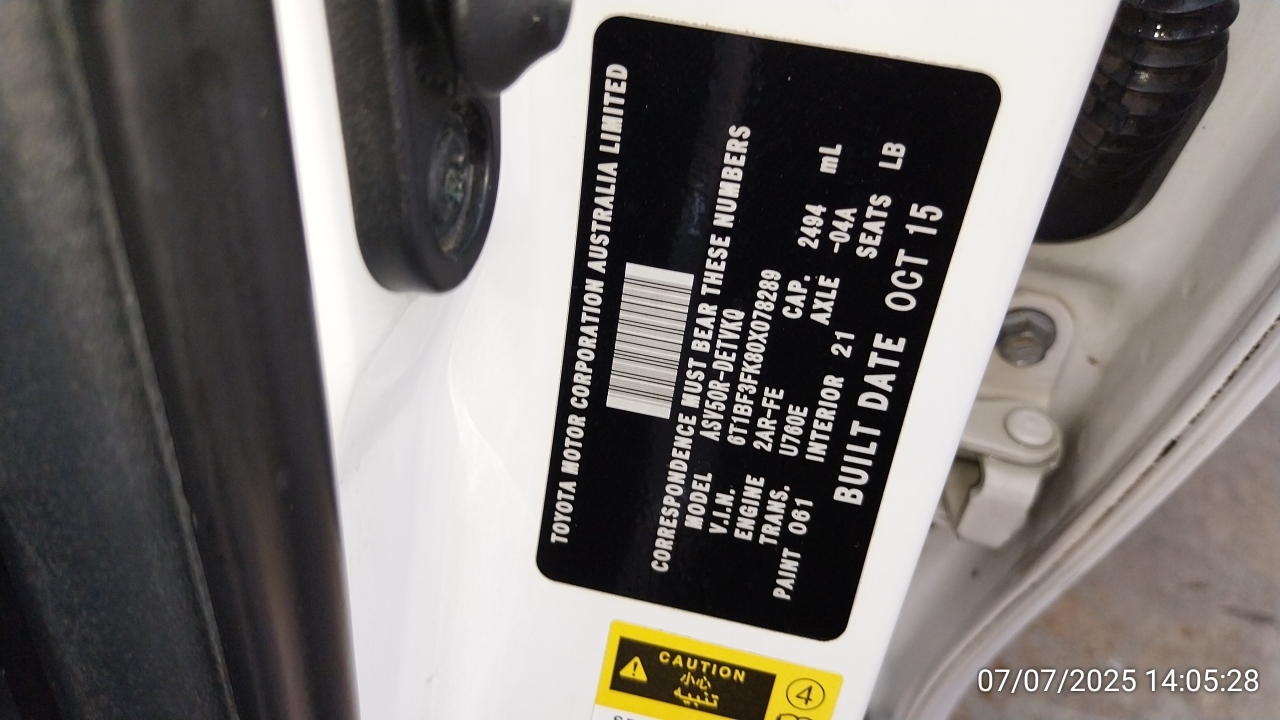 TOYOTA MOTOR CORPORATION AUSTRALIA LIMITED
CORRESPONDENCE MUST BEAR THESE NUMBERS
MODEL ASV50R-DETVKQ
V.I.N. 6T1BF3FK80X078289
ENGINE 2AR-FE CAP. 2494 mL
TRANS. U760E AXLE -04A
PAINT 061 INTERIOR 21 SEATS LB
BUILT DATE OCT 15
CAUTION
小心
تنبيه
4
07/07/2025 14:05:28